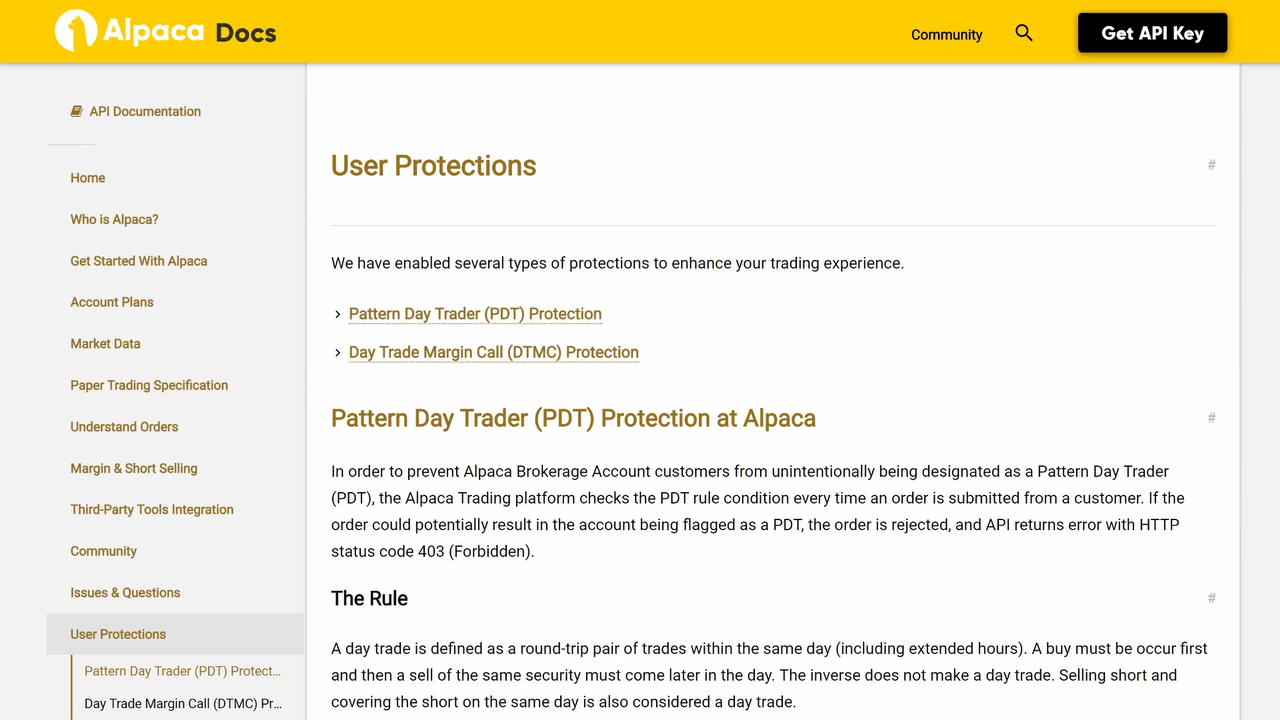 Alpaca Docs
Community
Get API Key
API Documentation
Home
Who is Alpaca?
Get Started With Alpaca
Account Plans
Market Data
Paper Trading Specification
Understand Orders
Margin & Short Selling
Third-Party Tools Integration
Community
Issues & Questions
User Protections
Pattern Day Trader (PDT) Protect...
Day Trade Margin Call (DTMC) Pr...
User Protections #
We have enabled several types of protections to enhance your trading experience.
Pattern Day Trader (PDT) Protection
Day Trade Margin Call (DTMC) Protection
Pattern Day Trader (PDT) Protection at Alpaca #
In order to prevent Alpaca Brokerage Account customers from unintentionally being designated as a Pattern Day Trader
(PDT), the Alpaca Trading platform checks the PDT rule condition every time an order is submitted from a customer. If the
order could potentially result in the account being flagged as a PDT, the order is rejected, and API returns error with HTTP
status code 403 (Forbidden).
The Rule #
A day trade is defined as a round-trip pair of trades within the same day (including extended hours). A buy must be occur first
and then a sell of the same security must come later in the day. The inverse does not make a day trade. Selling short and
covering the short on the same day is also considered a day trade.